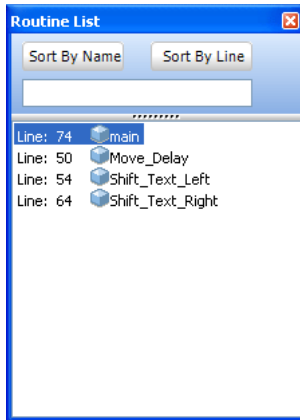 Routine List
Sort By Name Sort By Line
Line: 74 main
Line: 50 Move_Delay
Line: 54 Shift_Text_Left
Line: 64 Shift_Text_Right